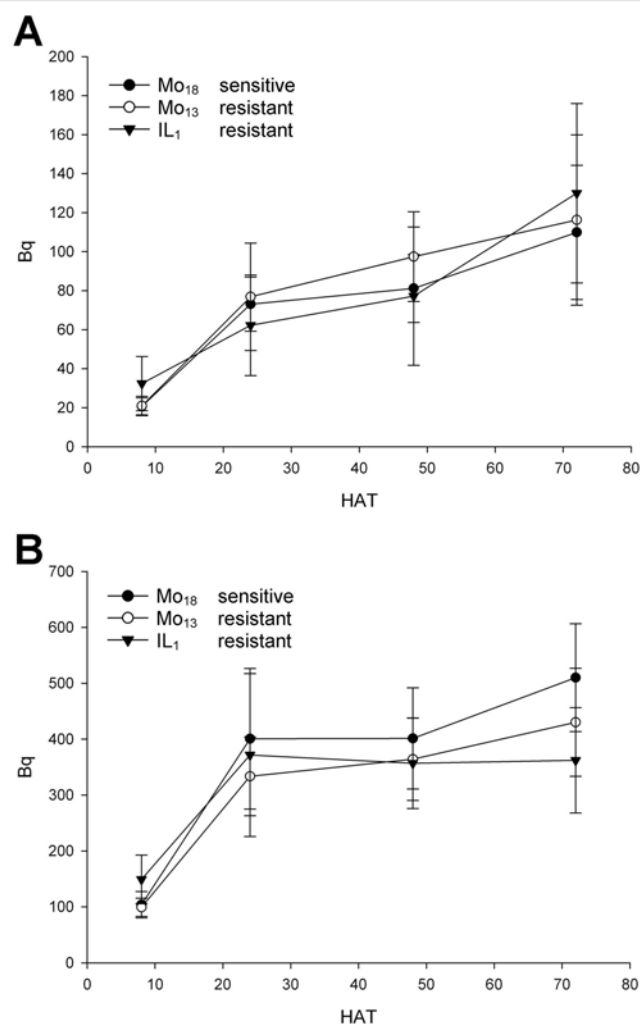 A
200
180
160
140
120
100
80
60
40
20
0
Bq
Mo18 sensitive
Mo13 resistant
IL1 resistant
0 10 20 30 40 50 60 70 80
HAT
B
700
600
500
400
300
200
100
0
Bq
Mo18 sensitive
Mo13 resistant
IL1 resistant
0 10 20 30 40 50 60 70 80
HAT